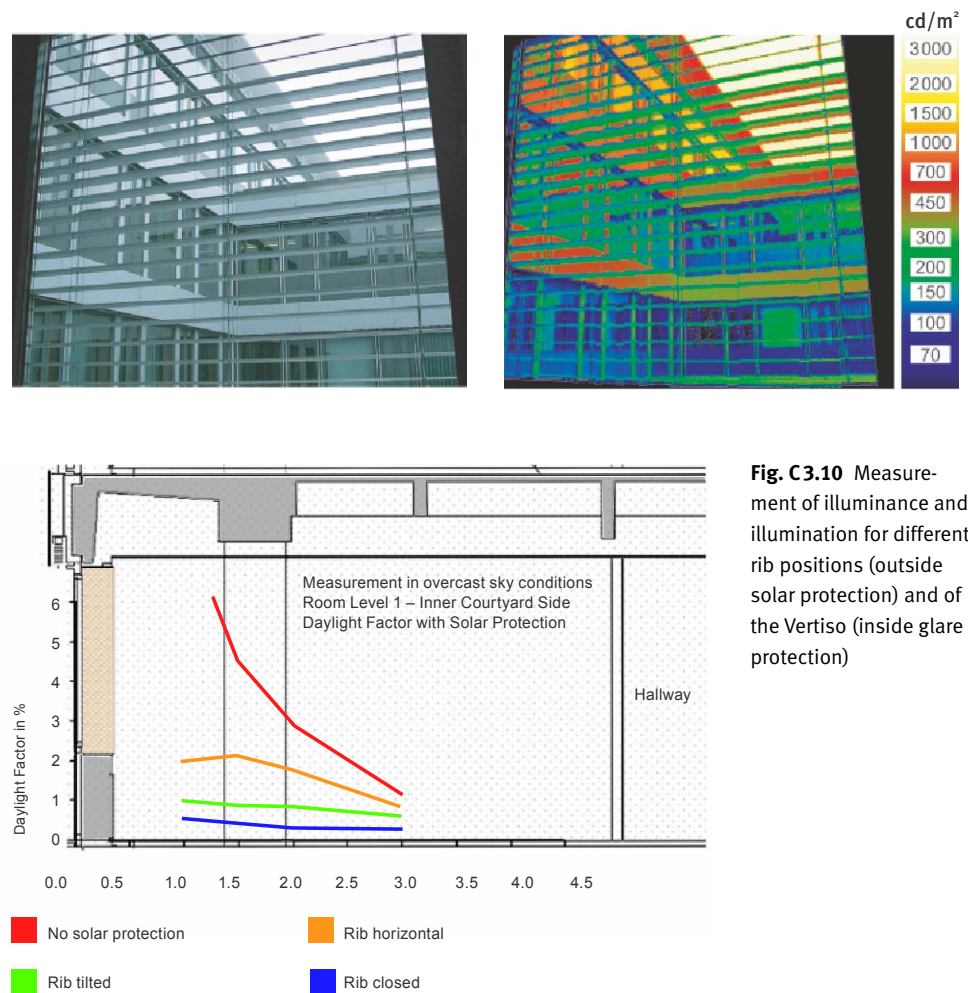 cd/m²
3000
2000
1500
1000
700
450
300
200
150
100
70
Fig. C3.10 Measure-
ment of illuminance and
illumination for different
rib positions (outside
solar protection) and of
the Vertiso (inside glare
protection)
Measurement in overcast sky conditions
Room Level 1 – Inner Courtyard Side
Daylight Factor with Solar Protection
Hallway
Daylight Factor in %
6
5
4
3
2
1
0
0.0 0.5 1.0 1.5 2.0 2.5 3.0 3.5 4.0 4.5
No solar protection
Rib horizontal
Rib tilted
Rib closed